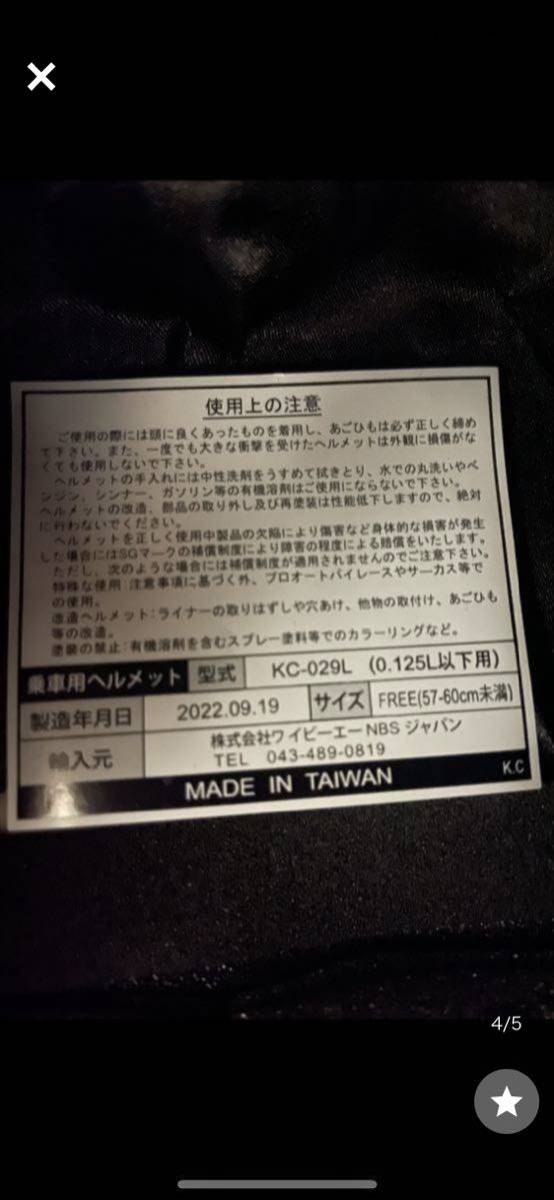 使用上の注意
ご使用の際には頭に良くあったものを着用し、あごひもは必ず正しく締め
て下さい。また、一度でも大きな衝撃を受けたヘルメットは外観に損傷がな
くても使用しないで下さい。
ヘルメットの手入れには中性洗剤をうすめて拭きとり、水での丸洗いやベ
ンジン、シンナー、ガソリン等の有機溶剤はご使用にならないで下さい。
ヘルメットの改造、部品の取り外し及び再塗装は性能低下しますので、絶対
に行わないでください。
ヘルメットを正しく使用中製品の欠陥により傷害など身体的な損害が発生
した場合にはSGマークの補償制度により障害の程度による賠償をいたします。
ただし、次のような場合には補償制度が適用されませんのでご注意下さい。
特殊な使用:注意事項に基づく外、プロオートバイレースやサーカス等で
の使用。
改造ヘルメット:ライナーの取りはずしや穴あけ、他物の取付け、あごひも
等の改造。
塗装の禁止:有機溶剤を含むスプレー塗料等でのカラーリングなど。
乗車用ヘルメット 型式 KC-029L (0.125L以下用)
製造年月日 2022.09.19 サイズ FREE(57-60cm未満)
輸入元 株式会社ワイピーエーNBSジャパン
TEL 043-489-0819
MADE IN TAIWAN K.C
4/5